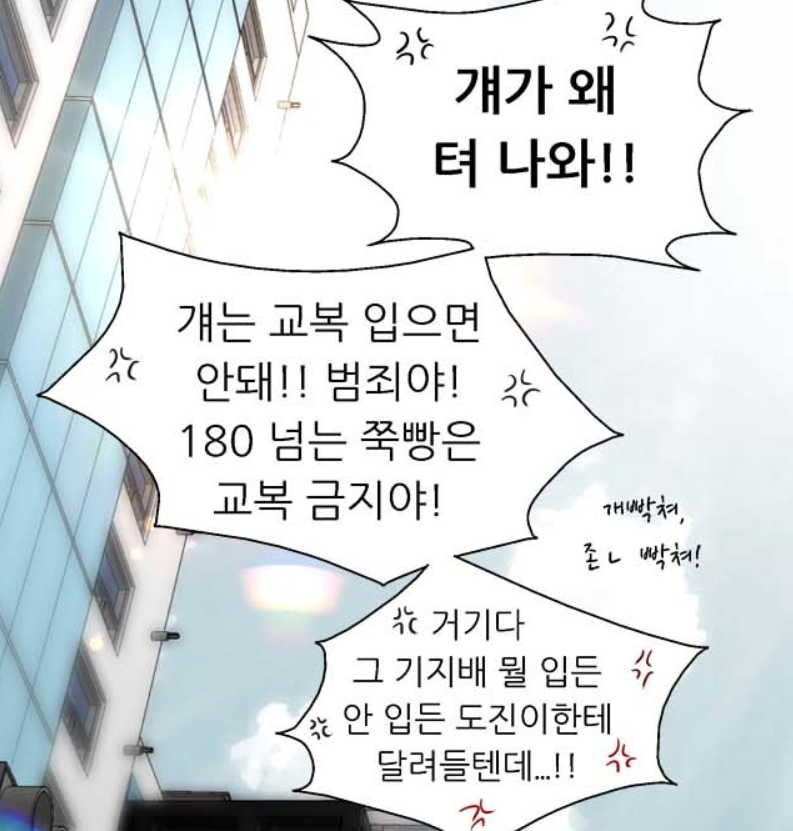 걔가 왜
텨 나와!!
걔는 교복 입으면
안돼!! 범죄야!
180 넘는 쭉빵은
교복 금지야!
개빡쳐,
존ㄴ 빡쳐!
거기다
그 기지배 뭘 입든
안 입든 도진이한테
달려들텐데...!!